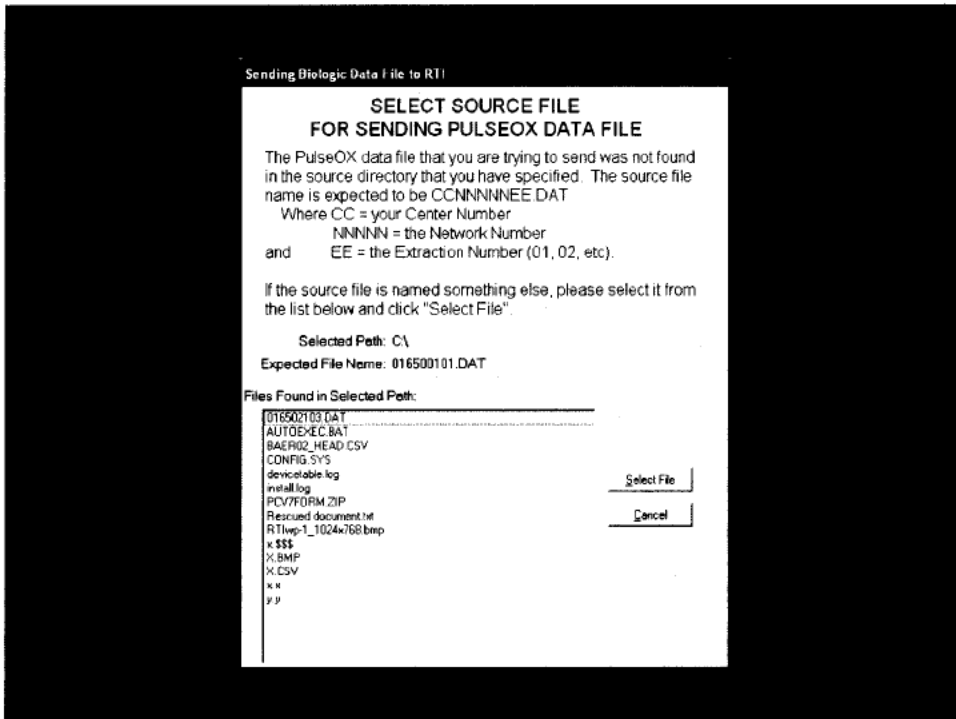 Sending Biologic Data File to RTI
SELECT SOURCE FILE
FOR SENDING PULSEOX DATA FILE
The PulseOX data file that you are trying to send was not found
in the source directory that you have specified. The source file
name is expected to be CCNNNNNEE.DAT
Where CC = your Center Number
NNNNN = the Network Number
and EE = the Extraction Number (01, 02, etc).
If the source file is named something else, please select it from
the list below and click "Select File".
Selected Path: C:\
Expected File Name: 016500101.DAT
Files Found in Selected Path:
016502103.DAT
AUTOEXEC.BAT
BAER02_HEAD.CSV
CONFIG.SYS
devicetable.log
install.log
Select File
PCV7FORM.ZIP
Rescued document.txt
Cancel
RTIwp-1_1024x768.bmp
x.$$$
X.BMP
X.CSV
x.x
y.y